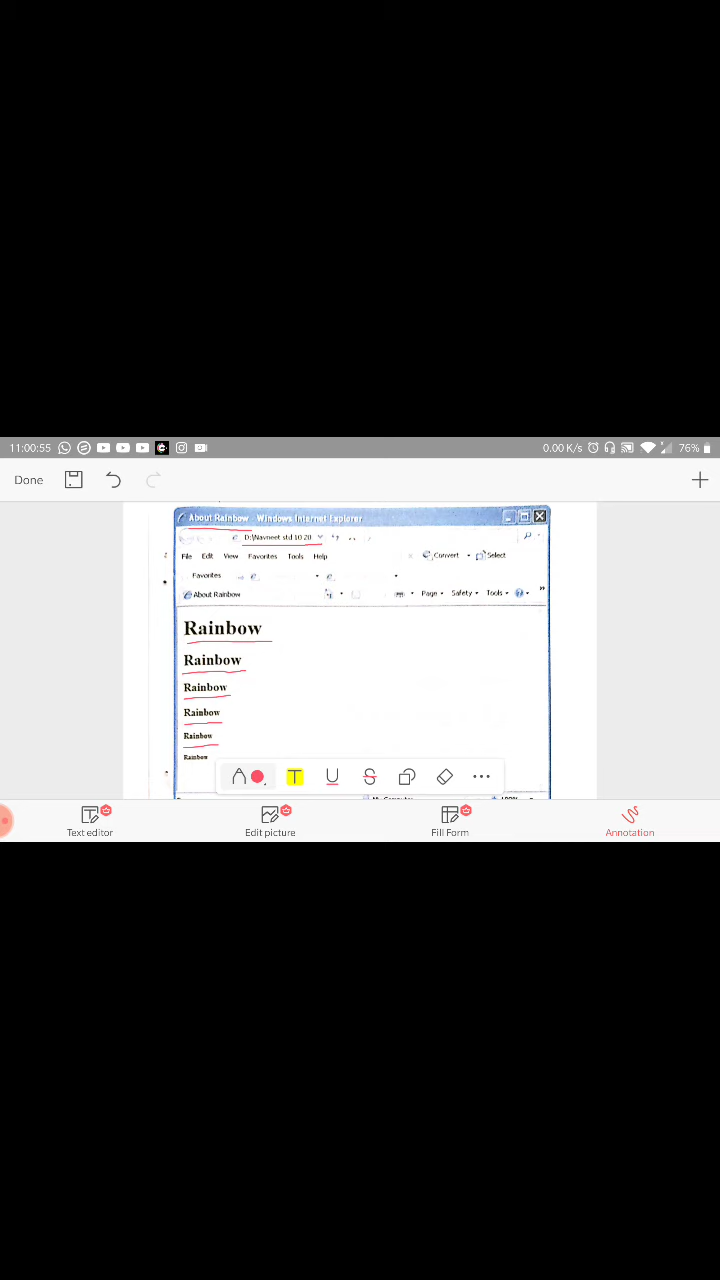 11:00:55 0.00 K/s 76%
Done
About Rainbow - Windows Internet Explorer
D:\Navneet std 10 20
File Edit View Favorites Tools Help
Convert Select
Favorites
About Rainbow Page Safety Tools
Rainbow
Rainbow
Rainbow
Rainbow
Rainbow
Rainbow
T U S
Text editor Edit picture Fill Form Annotation